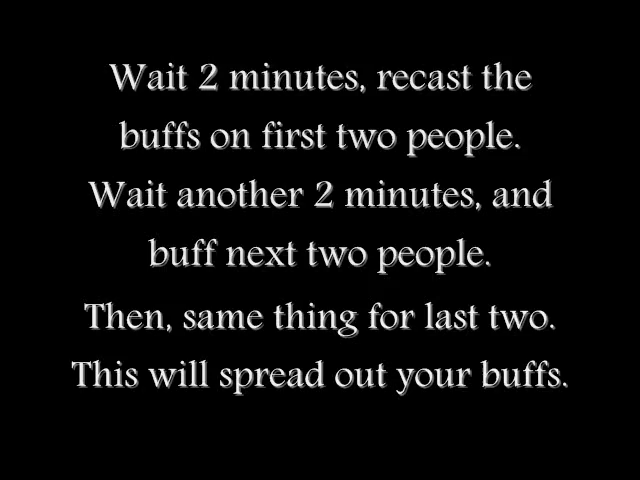 Wait 2 minutes, recast the
buffs on first two people.
Wait another 2 minutes, and
buff next two people.
Then, same thing for last two.
This will spread out your buffs.